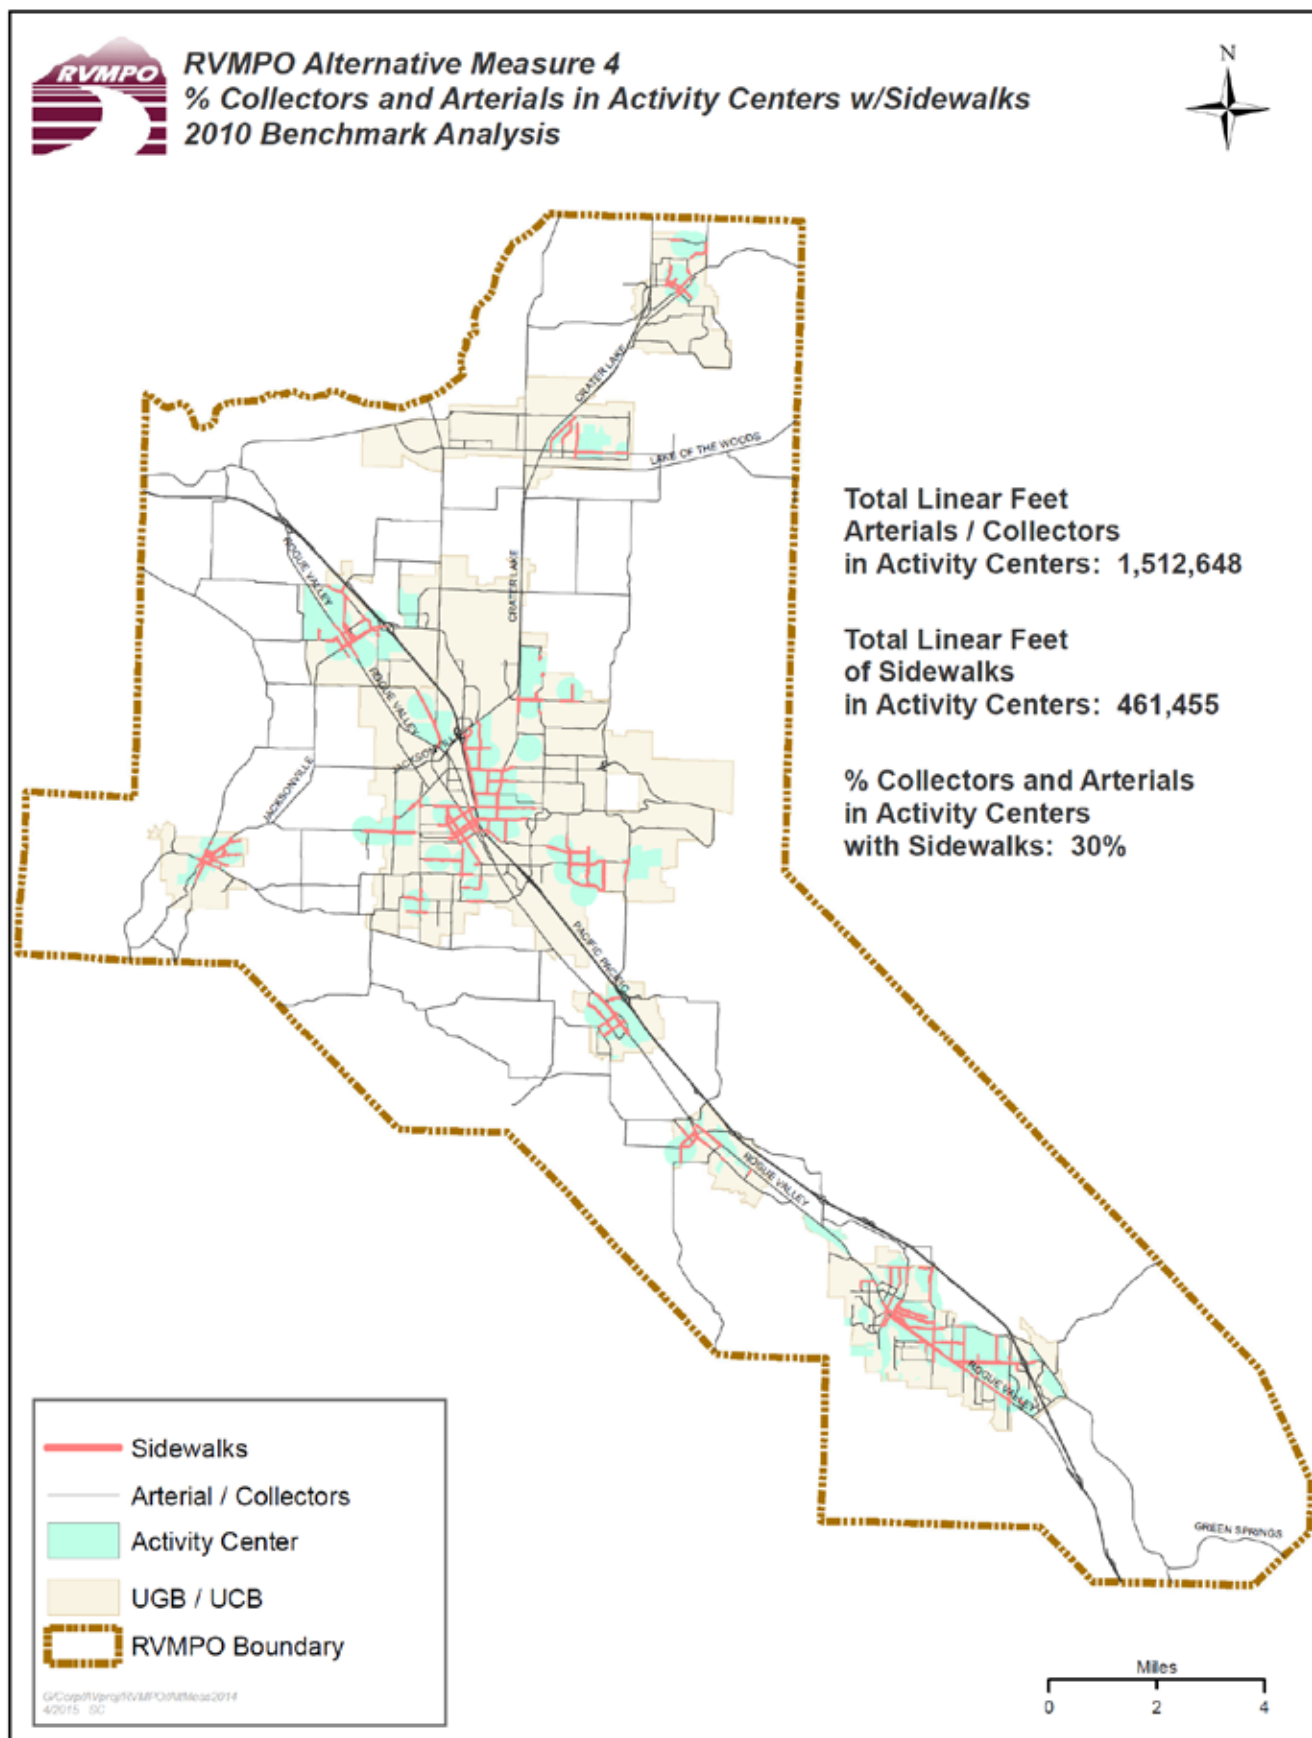 RVMPO
RVMPO Alternative Measure 4
% Collectors and Arterials in Activity Centers w/Sidewalks
2010 Benchmark Analysis
N
CRATER LAKE
LAKE OF THE WOODS
Total Linear Feet
Arterials / Collectors
in Activity Centers: 1,512,648
ROGUE VALLEY
CRATER LAKE
Total Linear Feet
of Sidewalks
in Activity Centers: 461,455
ROGUE VALLEY
JACKSONVILLE
JACKSONVILLE
% Collectors and Arterials
in Activity Centers
with Sidewalks: 30%
PACIFIC PACIFIC
ROGUE VALLEY
ROGUE VALLEY
GREEN SPRINGS
Sidewalks
Arterial / Collectors
Activity Center
UGB / UCB
RVMPO Boundary
4/2015 SC
Miles
0 2 4